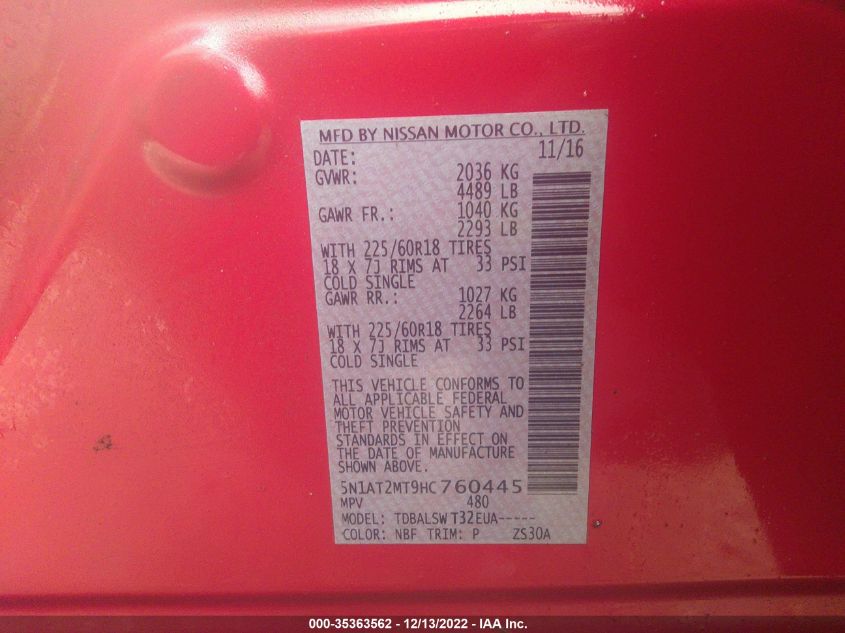 MFD BY NISSAN MOTOR CO., LTD.
DATE: 11/16
GVWR: 2036 KG
4489 LB
GAWR FR.: 1040 KG
2293 LB
WITH 225/60R18 TIRES
18 X 7J RIMS AT 33 PSI
COLD SINGLE
GAWR RR.: 1027 KG
2264 LB
WITH 225/60R18 TIRES
18 X 7J RIMS AT 33 PSI
COLD SINGLE
THIS VEHICLE CONFORMS TO
ALL APPLICABLE FEDERAL
MOTOR VEHICLE SAFETY AND
THEFT PREVENTION
STANDARDS IN EFFECT ON
THE DATE OF MANUFACTURE
SHOWN ABOVE.
5N1AT2MT9HC760445
MPV 480
MODEL: TDBALSW T32EUA-----
COLOR: NBF TRIM: P ZS30A
000-35363562 - 12/13/2022 - IAA Inc.